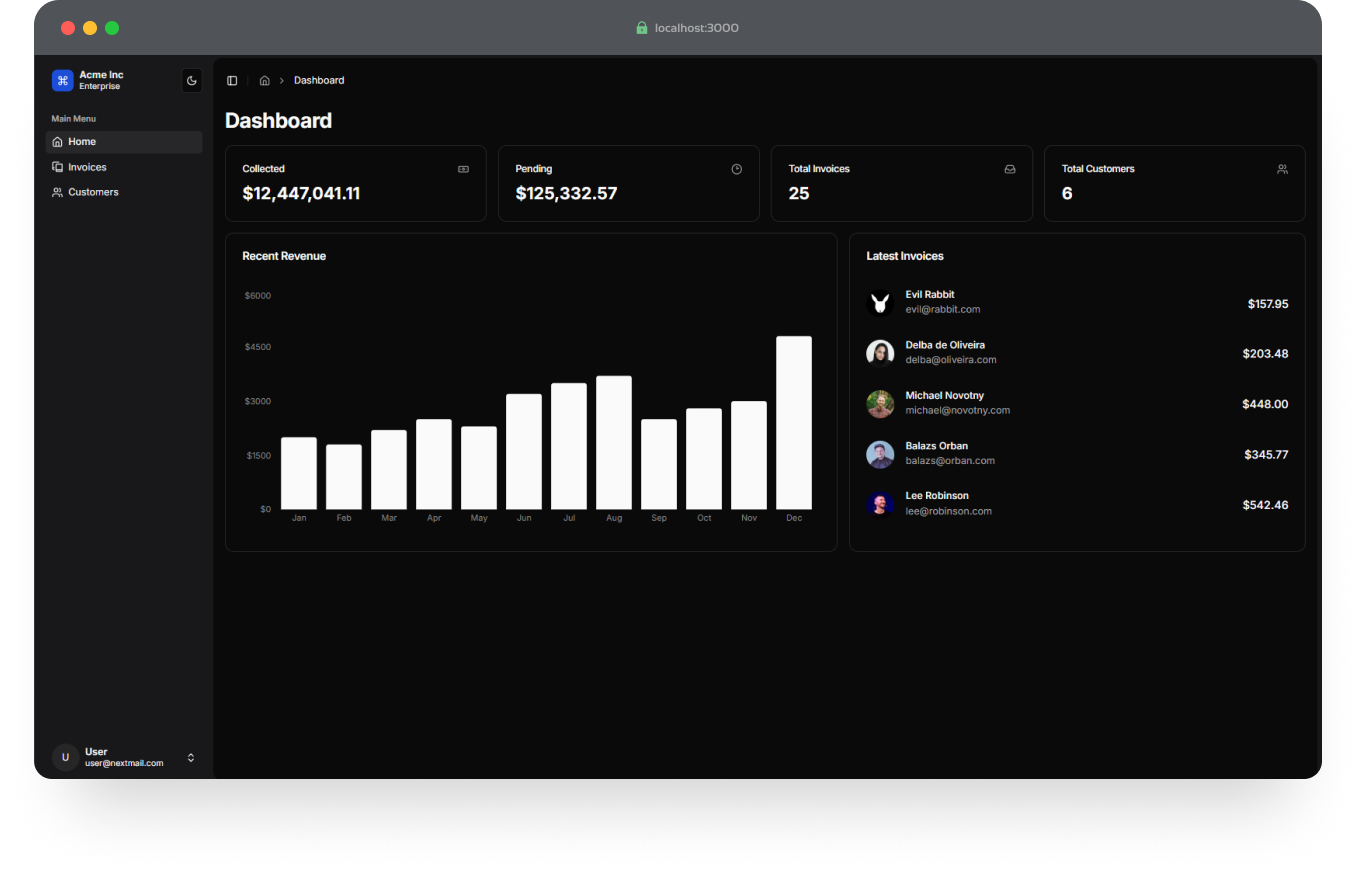 localhost:3000
Acme Inc
Enterprise
Main Menu
Home
Invoices
Customers
U
User
user@nextmail.com
Dashboard
Dashboard
Collected
$12,447,041.11
Pending
$125,332.57
Total Invoices
25
Total Customers
6
Recent Revenue
$6000
$4500
$3000
$1500
$0
Jan Feb Mar Apr May Jun Jul Aug Sep Oct Nov Dec
Latest Invoices
Evil Rabbit
evil@rabbit.com
$157.95
Delba de Oliveira
delba@oliveira.com
$203.48
Michael Novotny
michael@novotny.com
$448.00
Balazs Orban
balazs@orban.com
$345.77
Lee Robinson
lee@robinson.com
$542.46